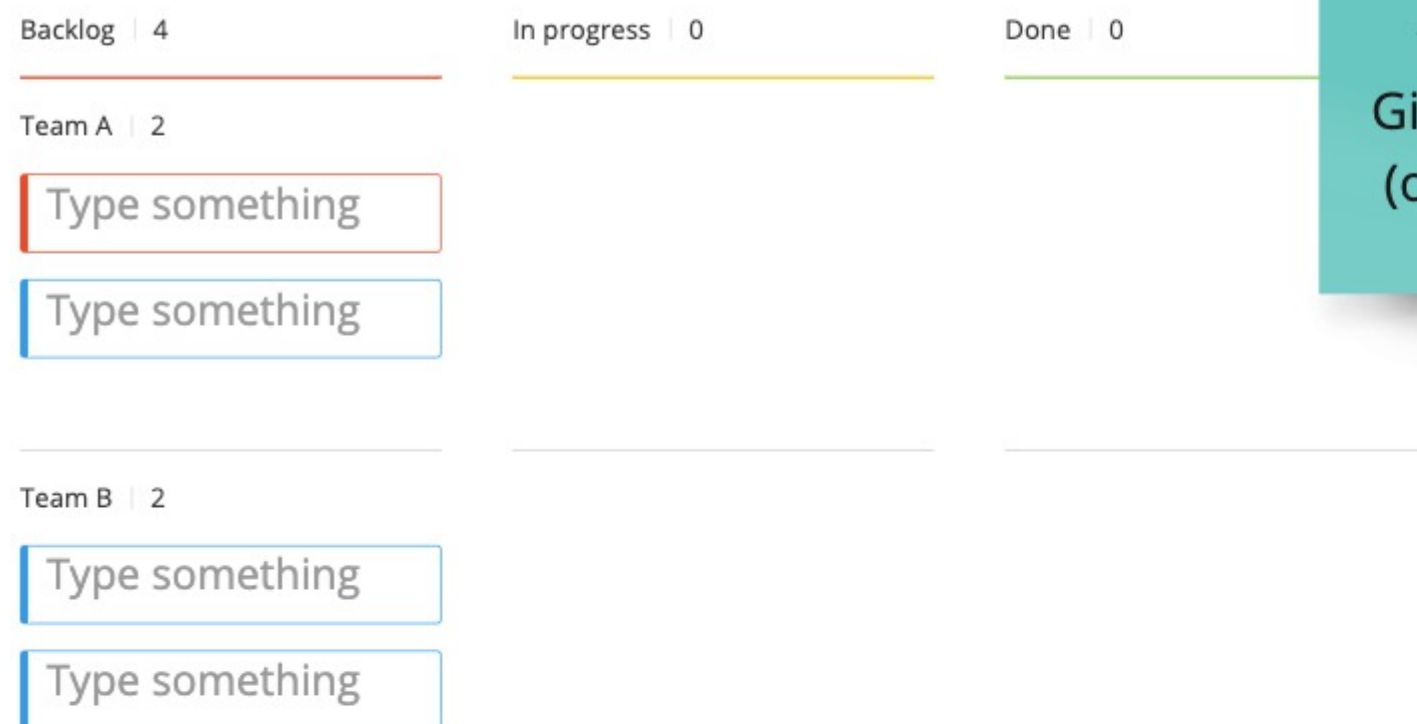 Backlog 4
In progress 0
Done 0
Team A 2
Type something
Type something
Team B 2
Type something
Type something